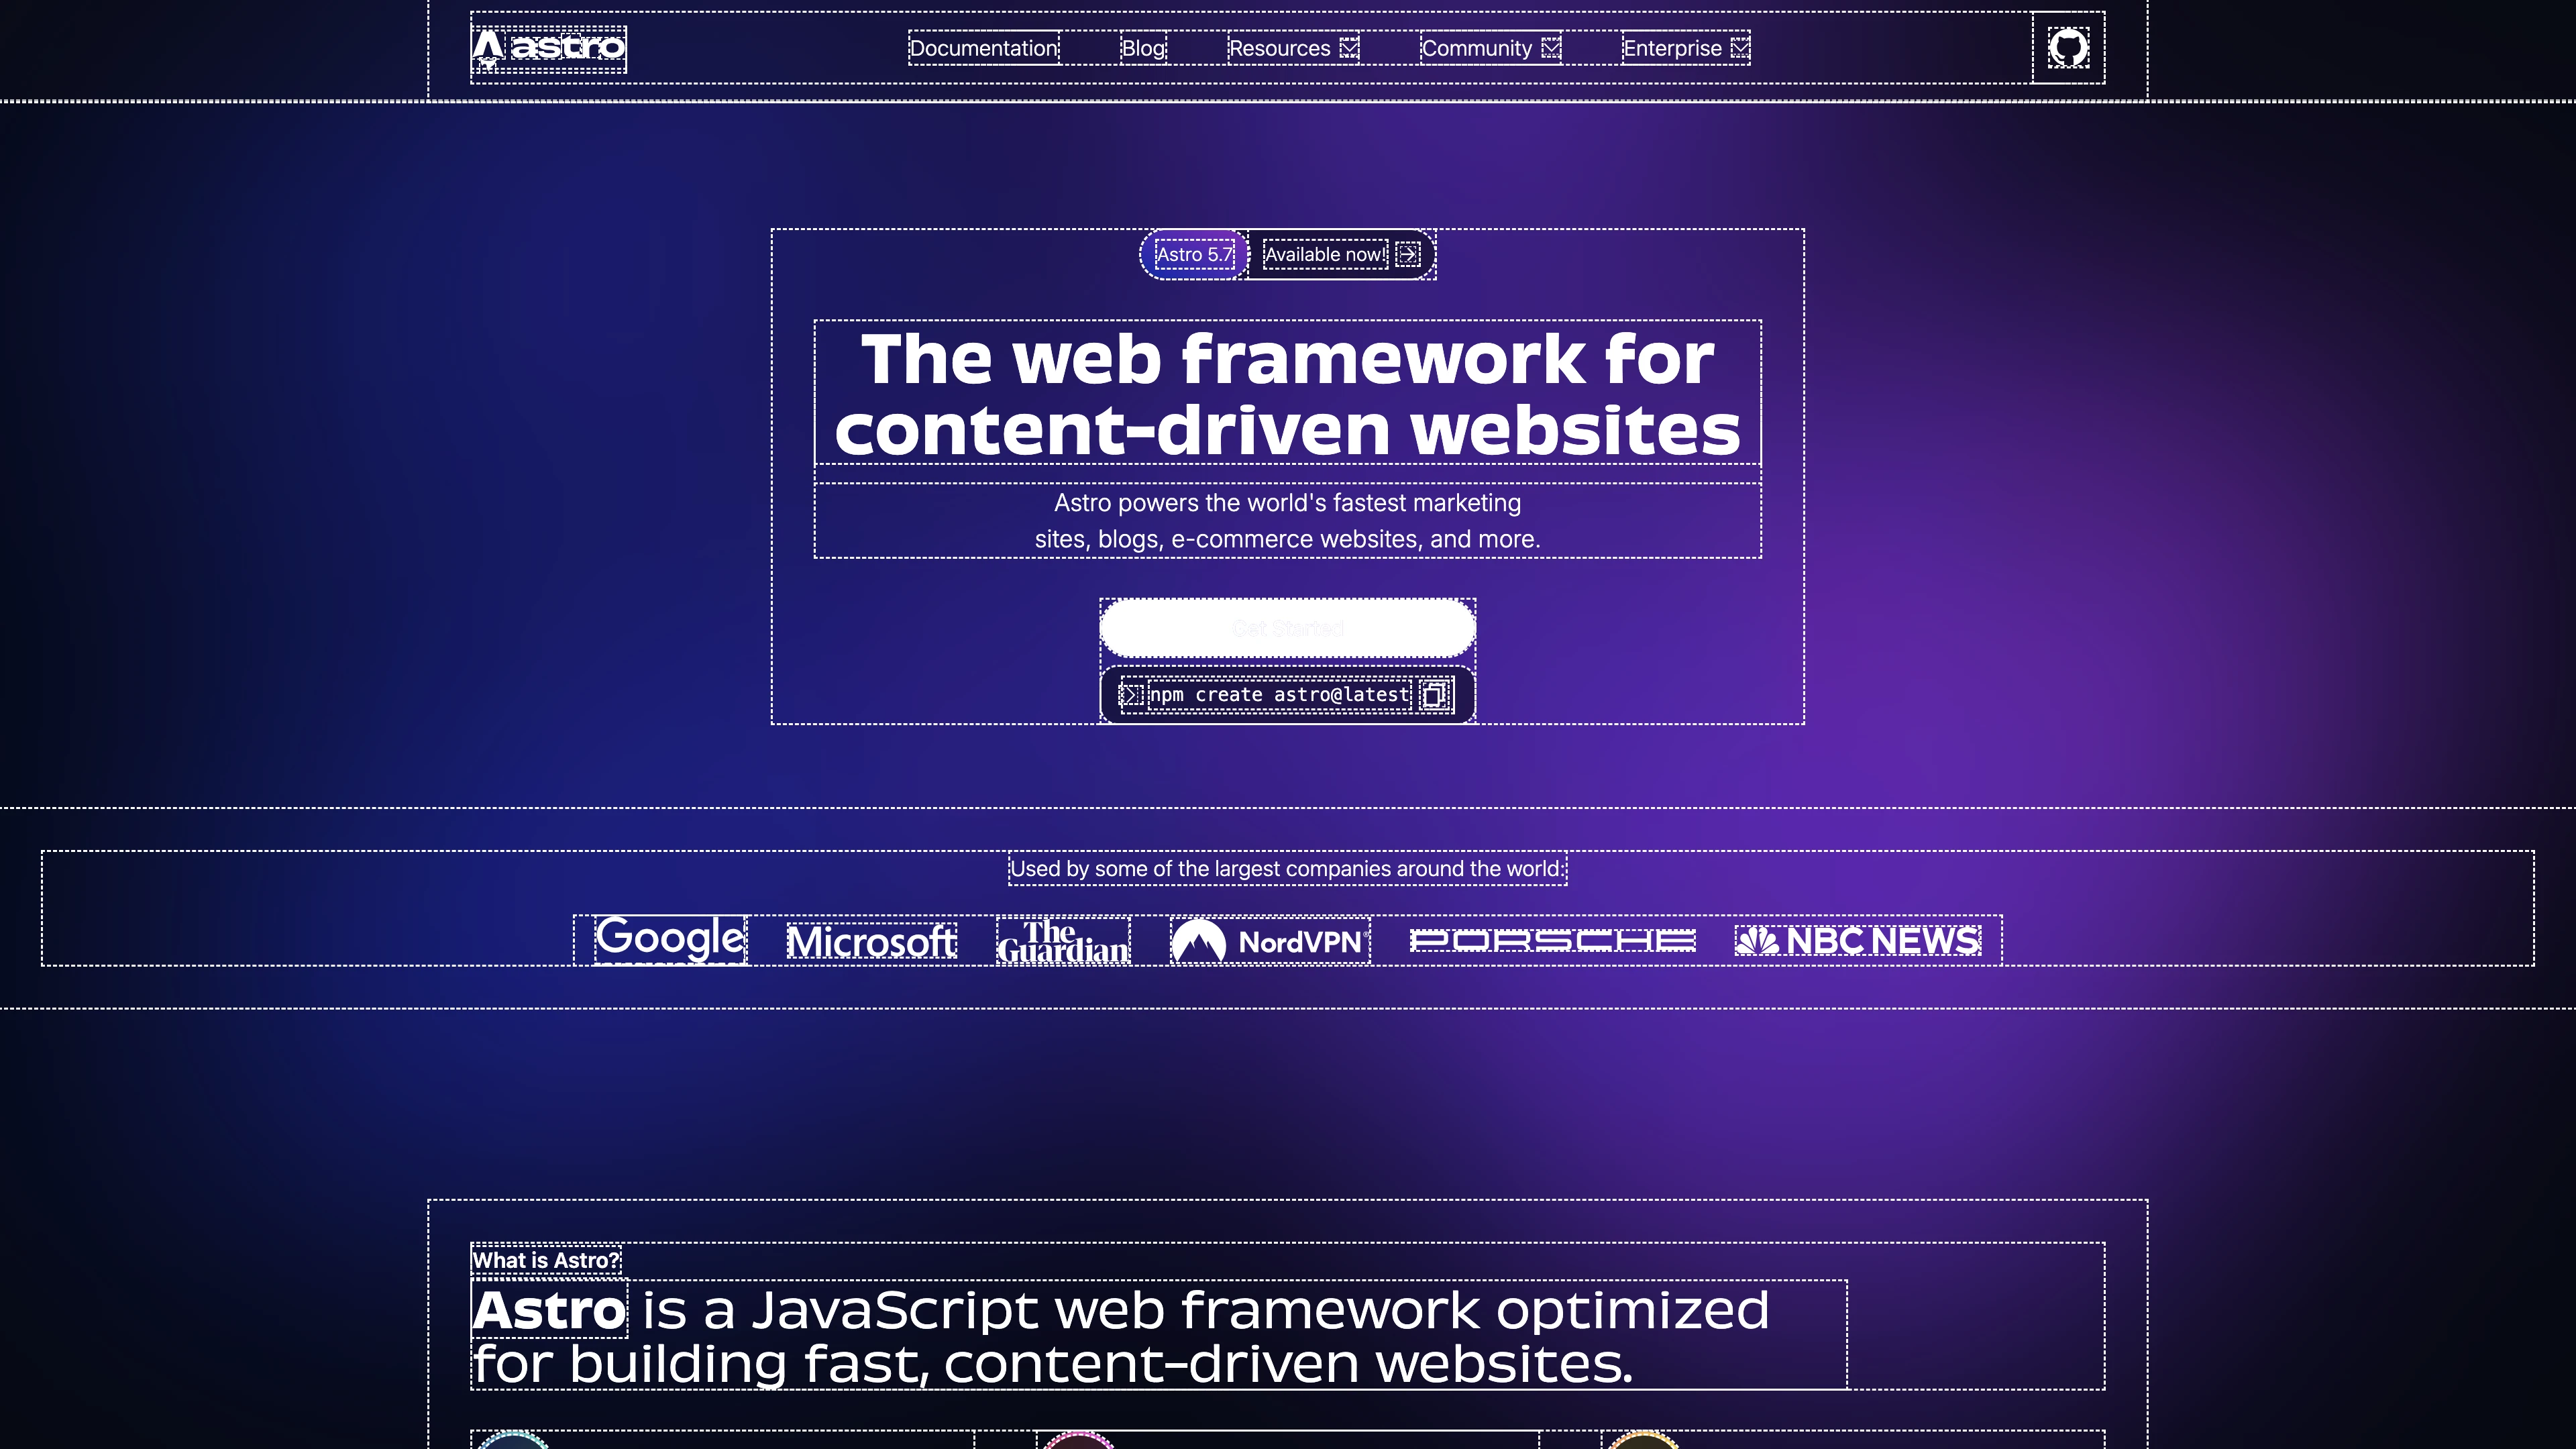 astro
Documentation
Blog
Resources
Community
Enterprise
Astro 5.7
Available now!
The web framework for
content-driven websites
Astro powers the world's fastest marketing
sites, blogs, e-commerce websites, and more.
Get Started
npm create astro@latest
Used by some of the largest companies around the world:
Google
Microsoft
The
Guardian
NordVPN®
PORSCHE
NBC NEWS
What is Astro?
Astro is a JavaScript web framework optimized
for building fast, content-driven websites.